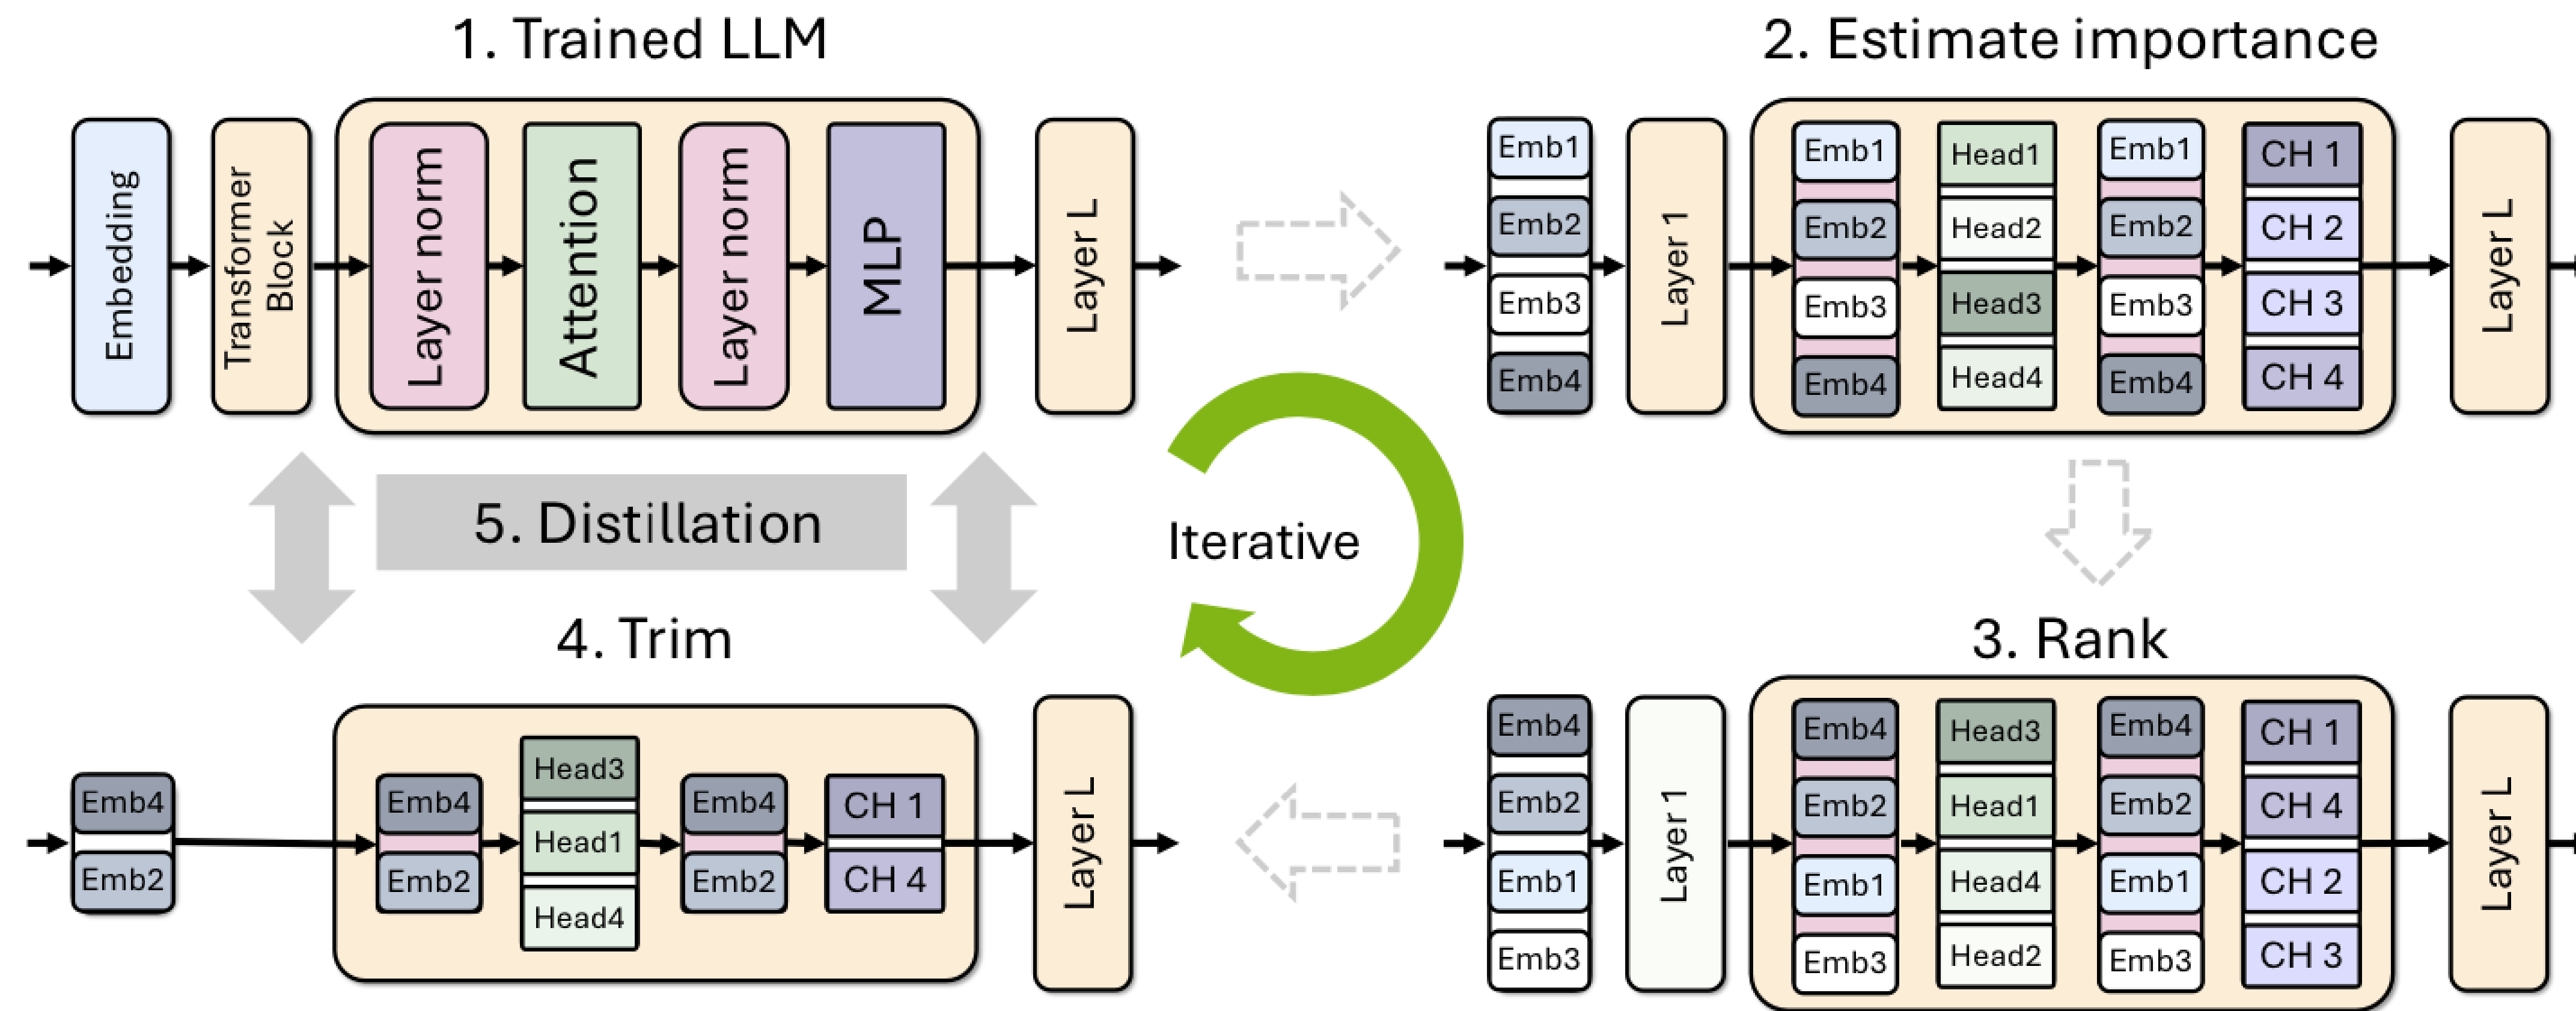 1. Trained LLM
Embedding
Transformer
Block
Layer norm
Attention
Layer norm
MLP
Layer L
2. Estimate importance
Emb1
Emb2
Emb3
Emb4
Layer 1
Emb1
Emb2
Emb3
Emb4
Head1
Head2
Head3
Head4
Emb1
Emb2
Emb3
Emb4
CH 1
CH 2
CH 3
CH 4
Layer L
5. Distillation
Iterative
3. Rank
Emb4
Emb2
Emb1
Emb3
Layer 1
Emb4
Emb2
Emb1
Emb3
Head3
Head1
Head4
Head2
Emb4
Emb2
Emb1
Emb3
CH 1
CH 4
CH 2
CH 3
Layer L
4. Trim
Emb4
Emb2
Emb4
Emb2
Head3
Head1
Head4
Emb4
Emb2
CH 1
CH 4
Layer L